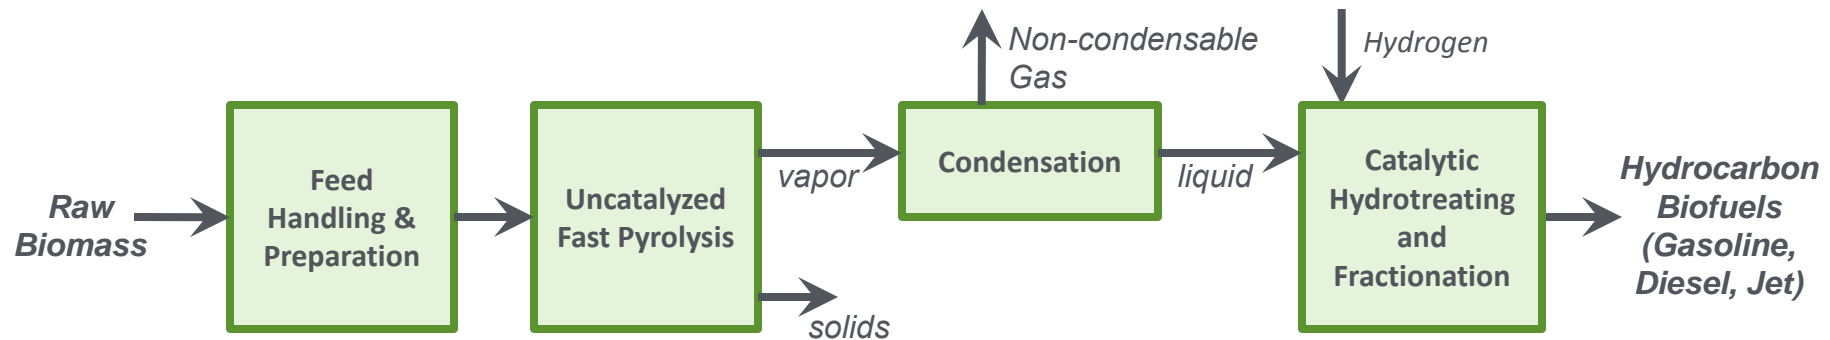 Raw
Biomass
Feed
Handling &
Preparation
Uncatalyzed
Fast Pyrolysis
vapor
solids
Non-condensable
Gas
Condensation
liquid
Hydrogen
Catalytic
Hydrotreating
and
Fractionation
Hydrocarbon
Biofuels
(Gasoline,
Diesel, Jet)